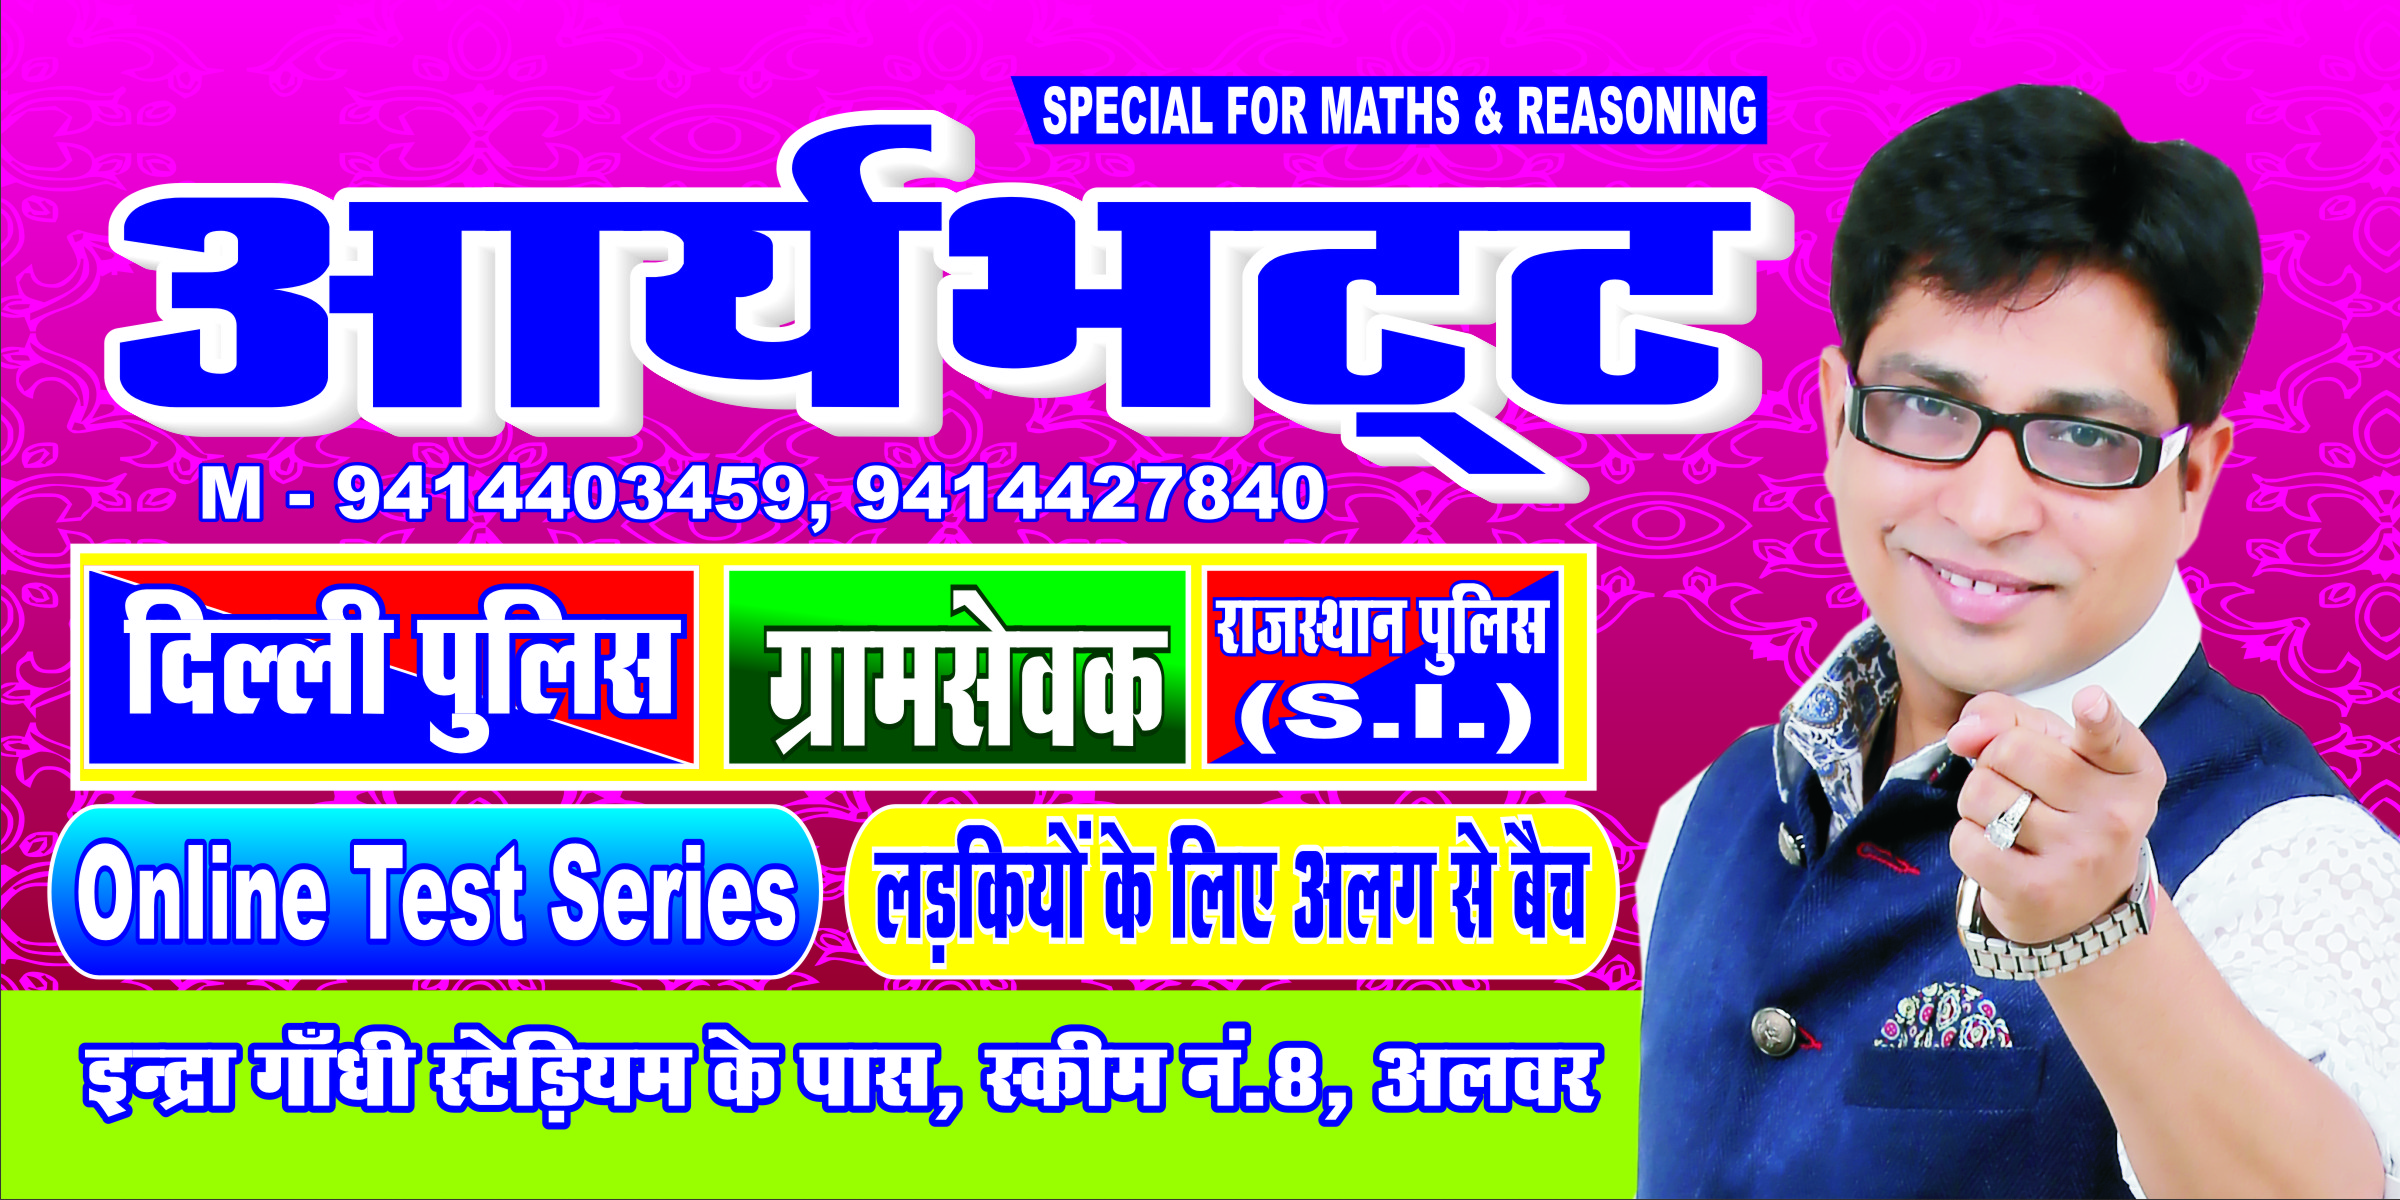 SPECIAL FOR MATHS & REASONING
आर्यभट्ट
M - 9414403459, 9414427840
दिल्ली पुलिस
ग्रामसेवक
राजस्थान पुलिस
(S.I.)
Online Test Series
लड़कियों के लिए अलग से बैच
इन्द्रा गाँधी स्टेड़ियम के पास, स्कीम नं.8, अलवर